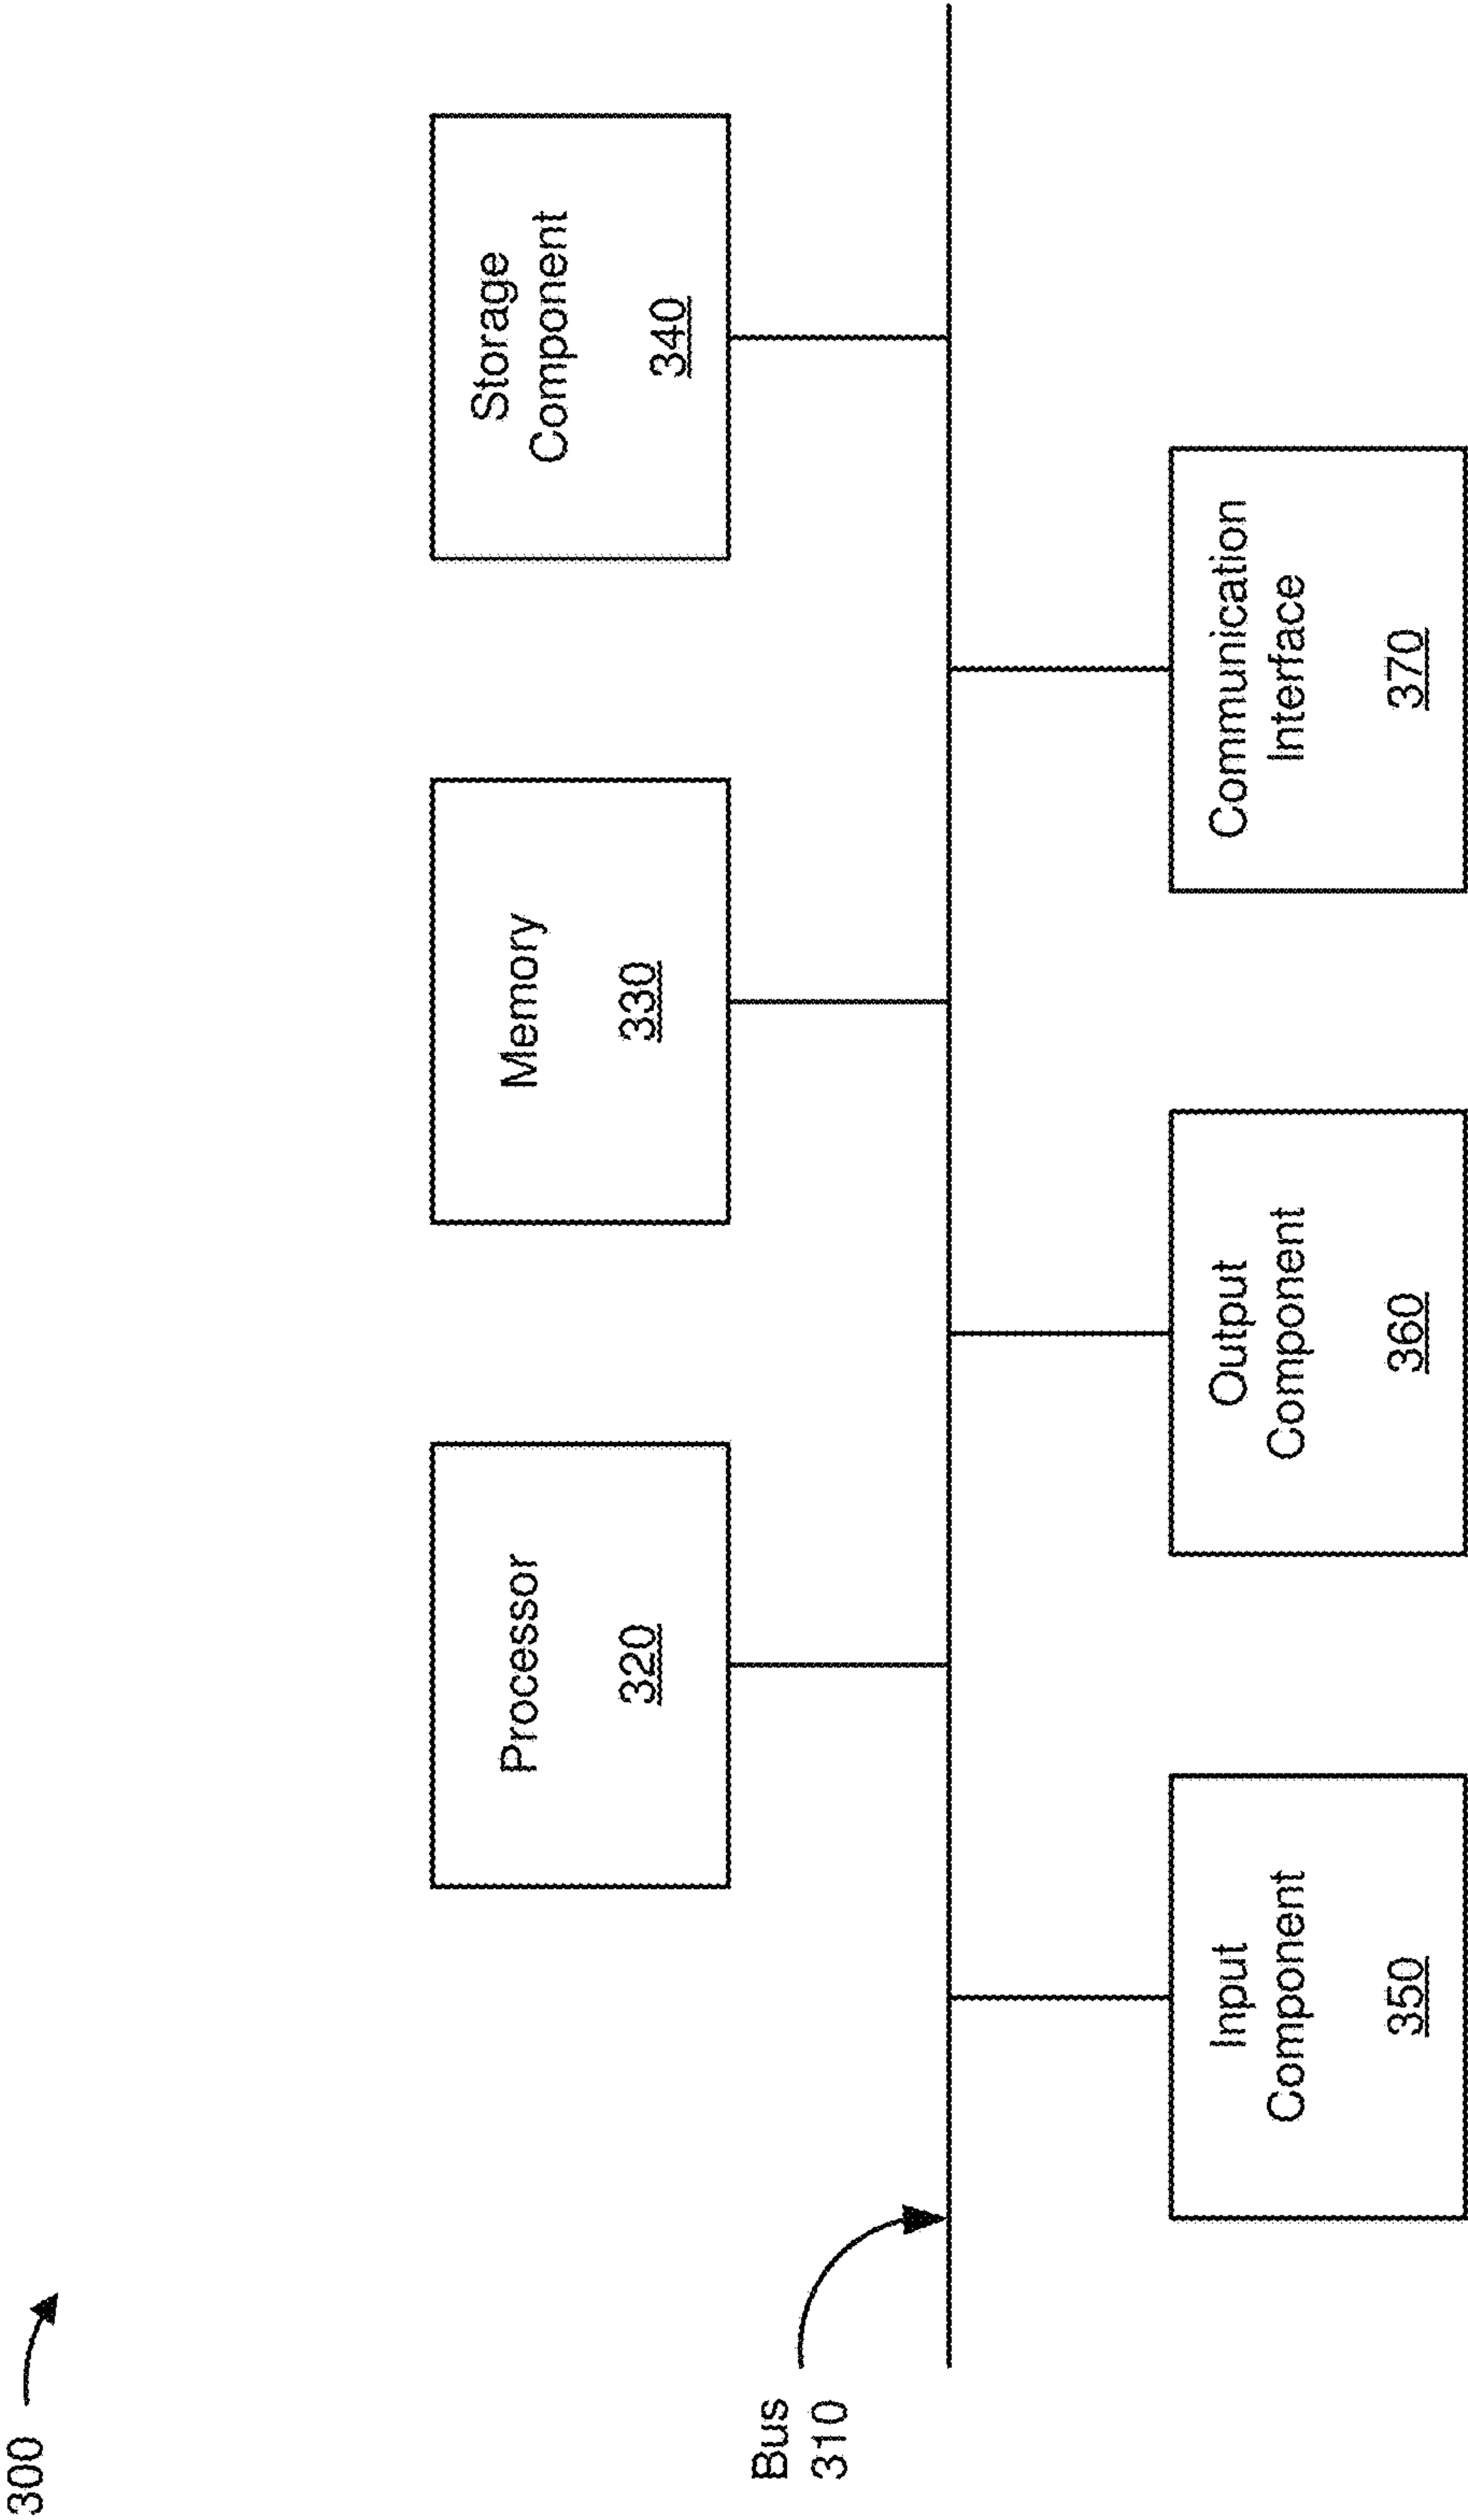 300
Processor
320
Memory
330
Storage
Component
340
Bus
310
Input
Component
350
Output
Component
360
Communication
Interface
370